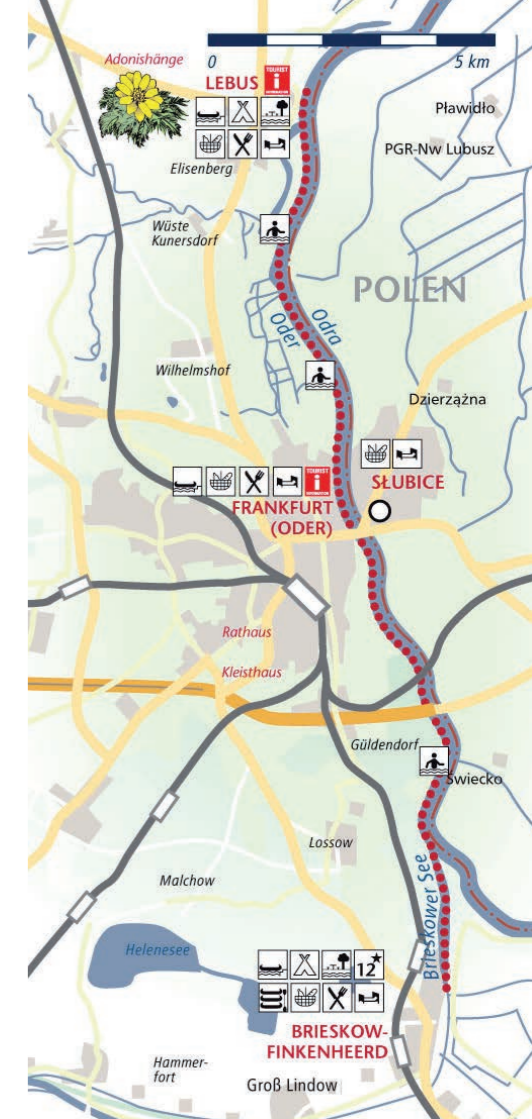 Adonishänge
0
5 km
LEBUS
TOURIST
i
INFORMATION
Pławidło
PGR-Nw Lubusz
Elisenberg
Wüste
Kunersdorf
POLEN
Oder
Odra
Wilhelmshof
Dzierzążna
SŁUBICE
TOURIST
i
INFORMATION
FRANKFURT
(ODER)
Rathaus
Kleisthaus
Güldendorf
Swiecko
Lossow
Malchow
Brieskower See
Helenesee
12*
BRIESKOW-
FINKENHEERD
Hammer-
fort
Groß Lindow